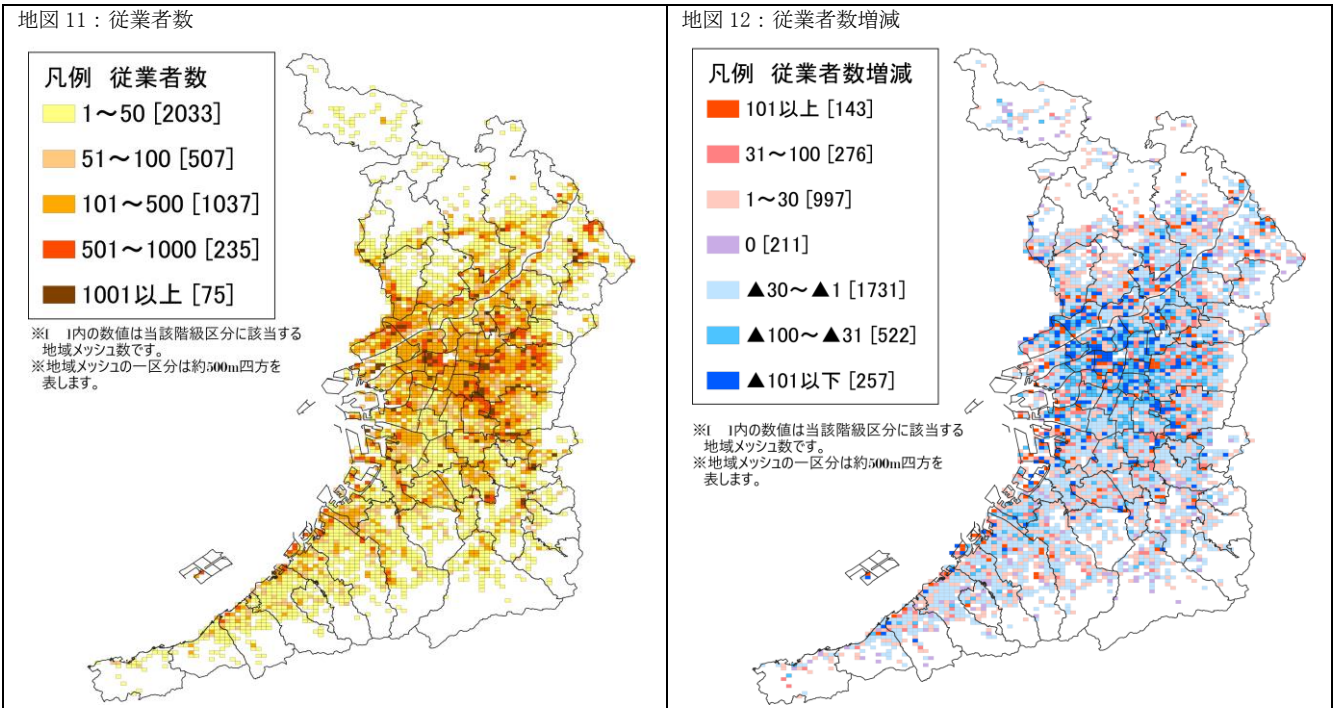 地図 11：従業者数
凡例 従業者数
1～50 [2033]
51～100 [507]
101～500 [1037]
501～1000 [235]
1001以上 [75]
※[ ]内の数値は当該階級区分に該当する
地域メッシュ数です。
※地域メッシュの一区分は約500m四方を
表します。
地図 12：従業者数増減
凡例 従業者数増減
101以上 [143]
31～100 [276]
1～30 [997]
0 [211]
▲30～▲1 [1731]
▲100～▲31 [522]
▲101以下 [257]
※[ ]内の数値は当該階級区分に該当する
地域メッシュ数です。
※地域メッシュの一区分は約500m四方を
表します。